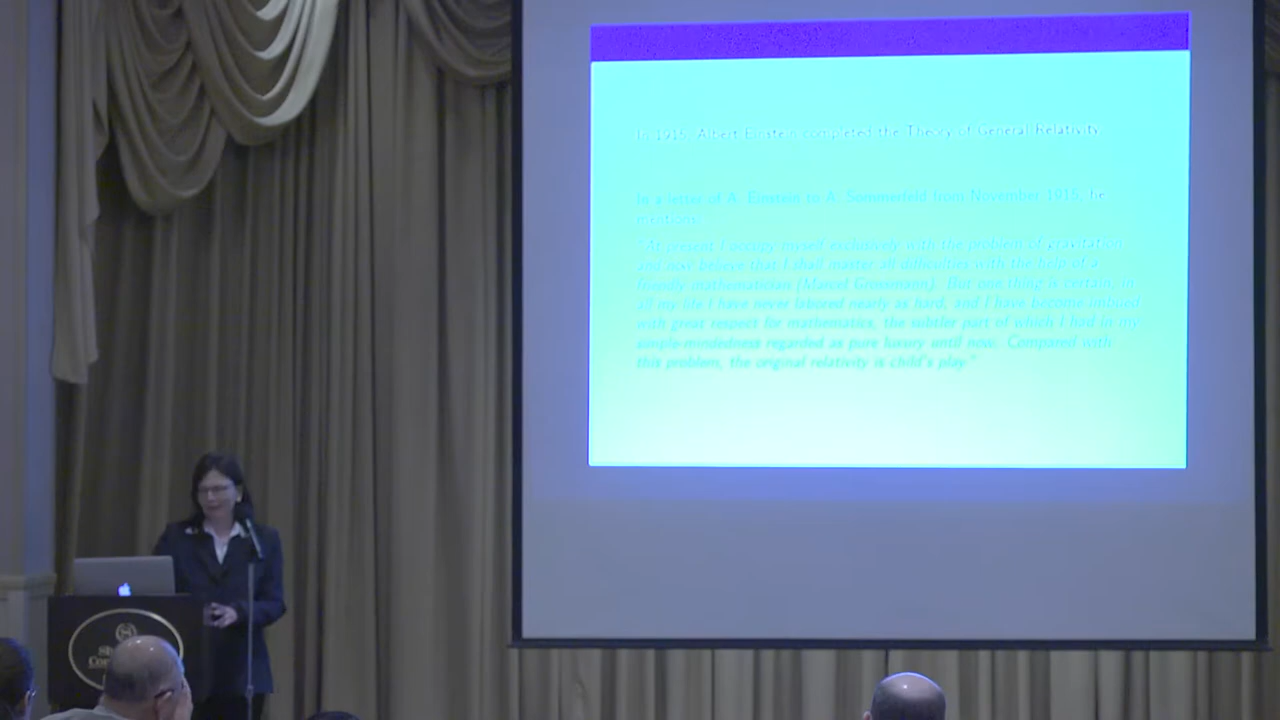 In 1915, Albert Einstein completed the Theory of General Relativity.
In a letter of A. Einstein to A. Sommerfeld from November 1915, he
mentions:
"At present I occupy myself exclusively with the problem of gravitation
and now believe that I shall master all difficulties with the help of a
friendly mathematician (Marcel Grossmann). But one thing is certain, in
all my life I have never labored nearly as hard, and I have become imbued
with great respect for mathematics, the subtler part of which I had in my
simple-mindedness regarded as pure luxury until now. Compared with
this problem, the original relativity is child's play."